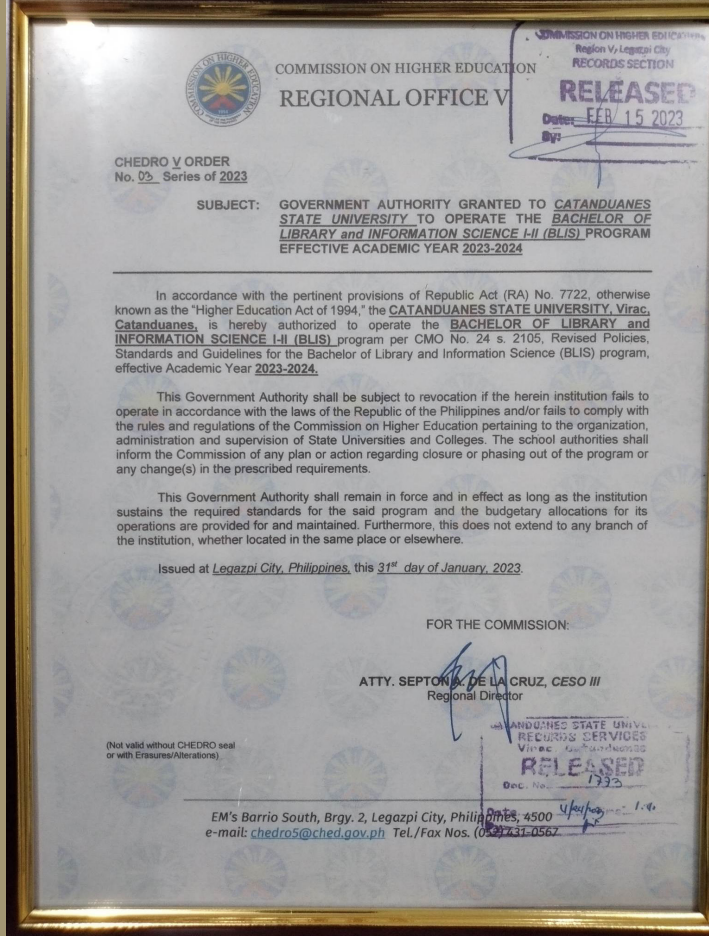 COMMISSION ON HIGHER EDUCATION
Region V, Legazpi City
RECORDS SECTION
RELEASED
Date: FEB 15 2023
By:
COMMISSION ON HIGHER EDUCATION
COMMISSION ON HIGHER EDUCATION
REGIONAL OFFICE V
CHEDRO V ORDER
No. 03 Series of 2023
SUBJECT: GOVERNMENT AUTHORITY GRANTED TO CATANDUANES
STATE UNIVERSITY TO OPERATE THE BACHELOR OF
LIBRARY and INFORMATION SCIENCE I-II (BLIS) PROGRAM
EFFECTIVE ACADEMIC YEAR 2023-2024
In accordance with the pertinent provisions of Republic Act (RA) No. 7722, otherwise
known as the "Higher Education Act of 1994," the CATANDUANES STATE UNIVERSITY, Virac,
Catanduanes, is hereby authorized to operate the BACHELOR OF LIBRARY and
INFORMATION SCIENCE I-II (BLIS) program per CMO No. 24 s. 2105, Revised Policies,
Standards and Guidelines for the Bachelor of Library and Information Science (BLIS) program,
effective Academic Year 2023-2024.
This Government Authority shall be subject to revocation if the herein institution fails to
operate in accordance with the laws of the Republic of the Philippines and/or fails to comply with
the rules and regulations of the Commission on Higher Education pertaining to the organization,
administration and supervision of State Universities and Colleges. The school authorities shall
inform the Commission of any plan or action regarding closure or phasing out of the program or
any change(s) in the prescribed requirements.
This Government Authority shall remain in force and in effect as long as the institution
sustains the required standards for the said program and the budgetary allocations for its
operations are provided for and maintained. Furthermore, this does not extend to any branch of
the institution, whether located in the same place or elsewhere.
Issued at Legazpi City, Philippines, this 31st day of January, 2023.
FOR THE COMMISSION:
ATTY. SEPTON A. DE LA CRUZ, CESO III
Regional Director
CATANDUANES STATE UNIV
RECORDS SERVICES
Virac, Catanduanes
RELEASED
Doc. No. 1773
Date
(Not valid without CHEDRO seal
or with Erasures/Alterations)
EM's Barrio South, Brgy. 2, Legazpi City, Philippines, 4500
e-mail: chedro5@ched.gov.ph Tel./Fax Nos. (052) 431-0567